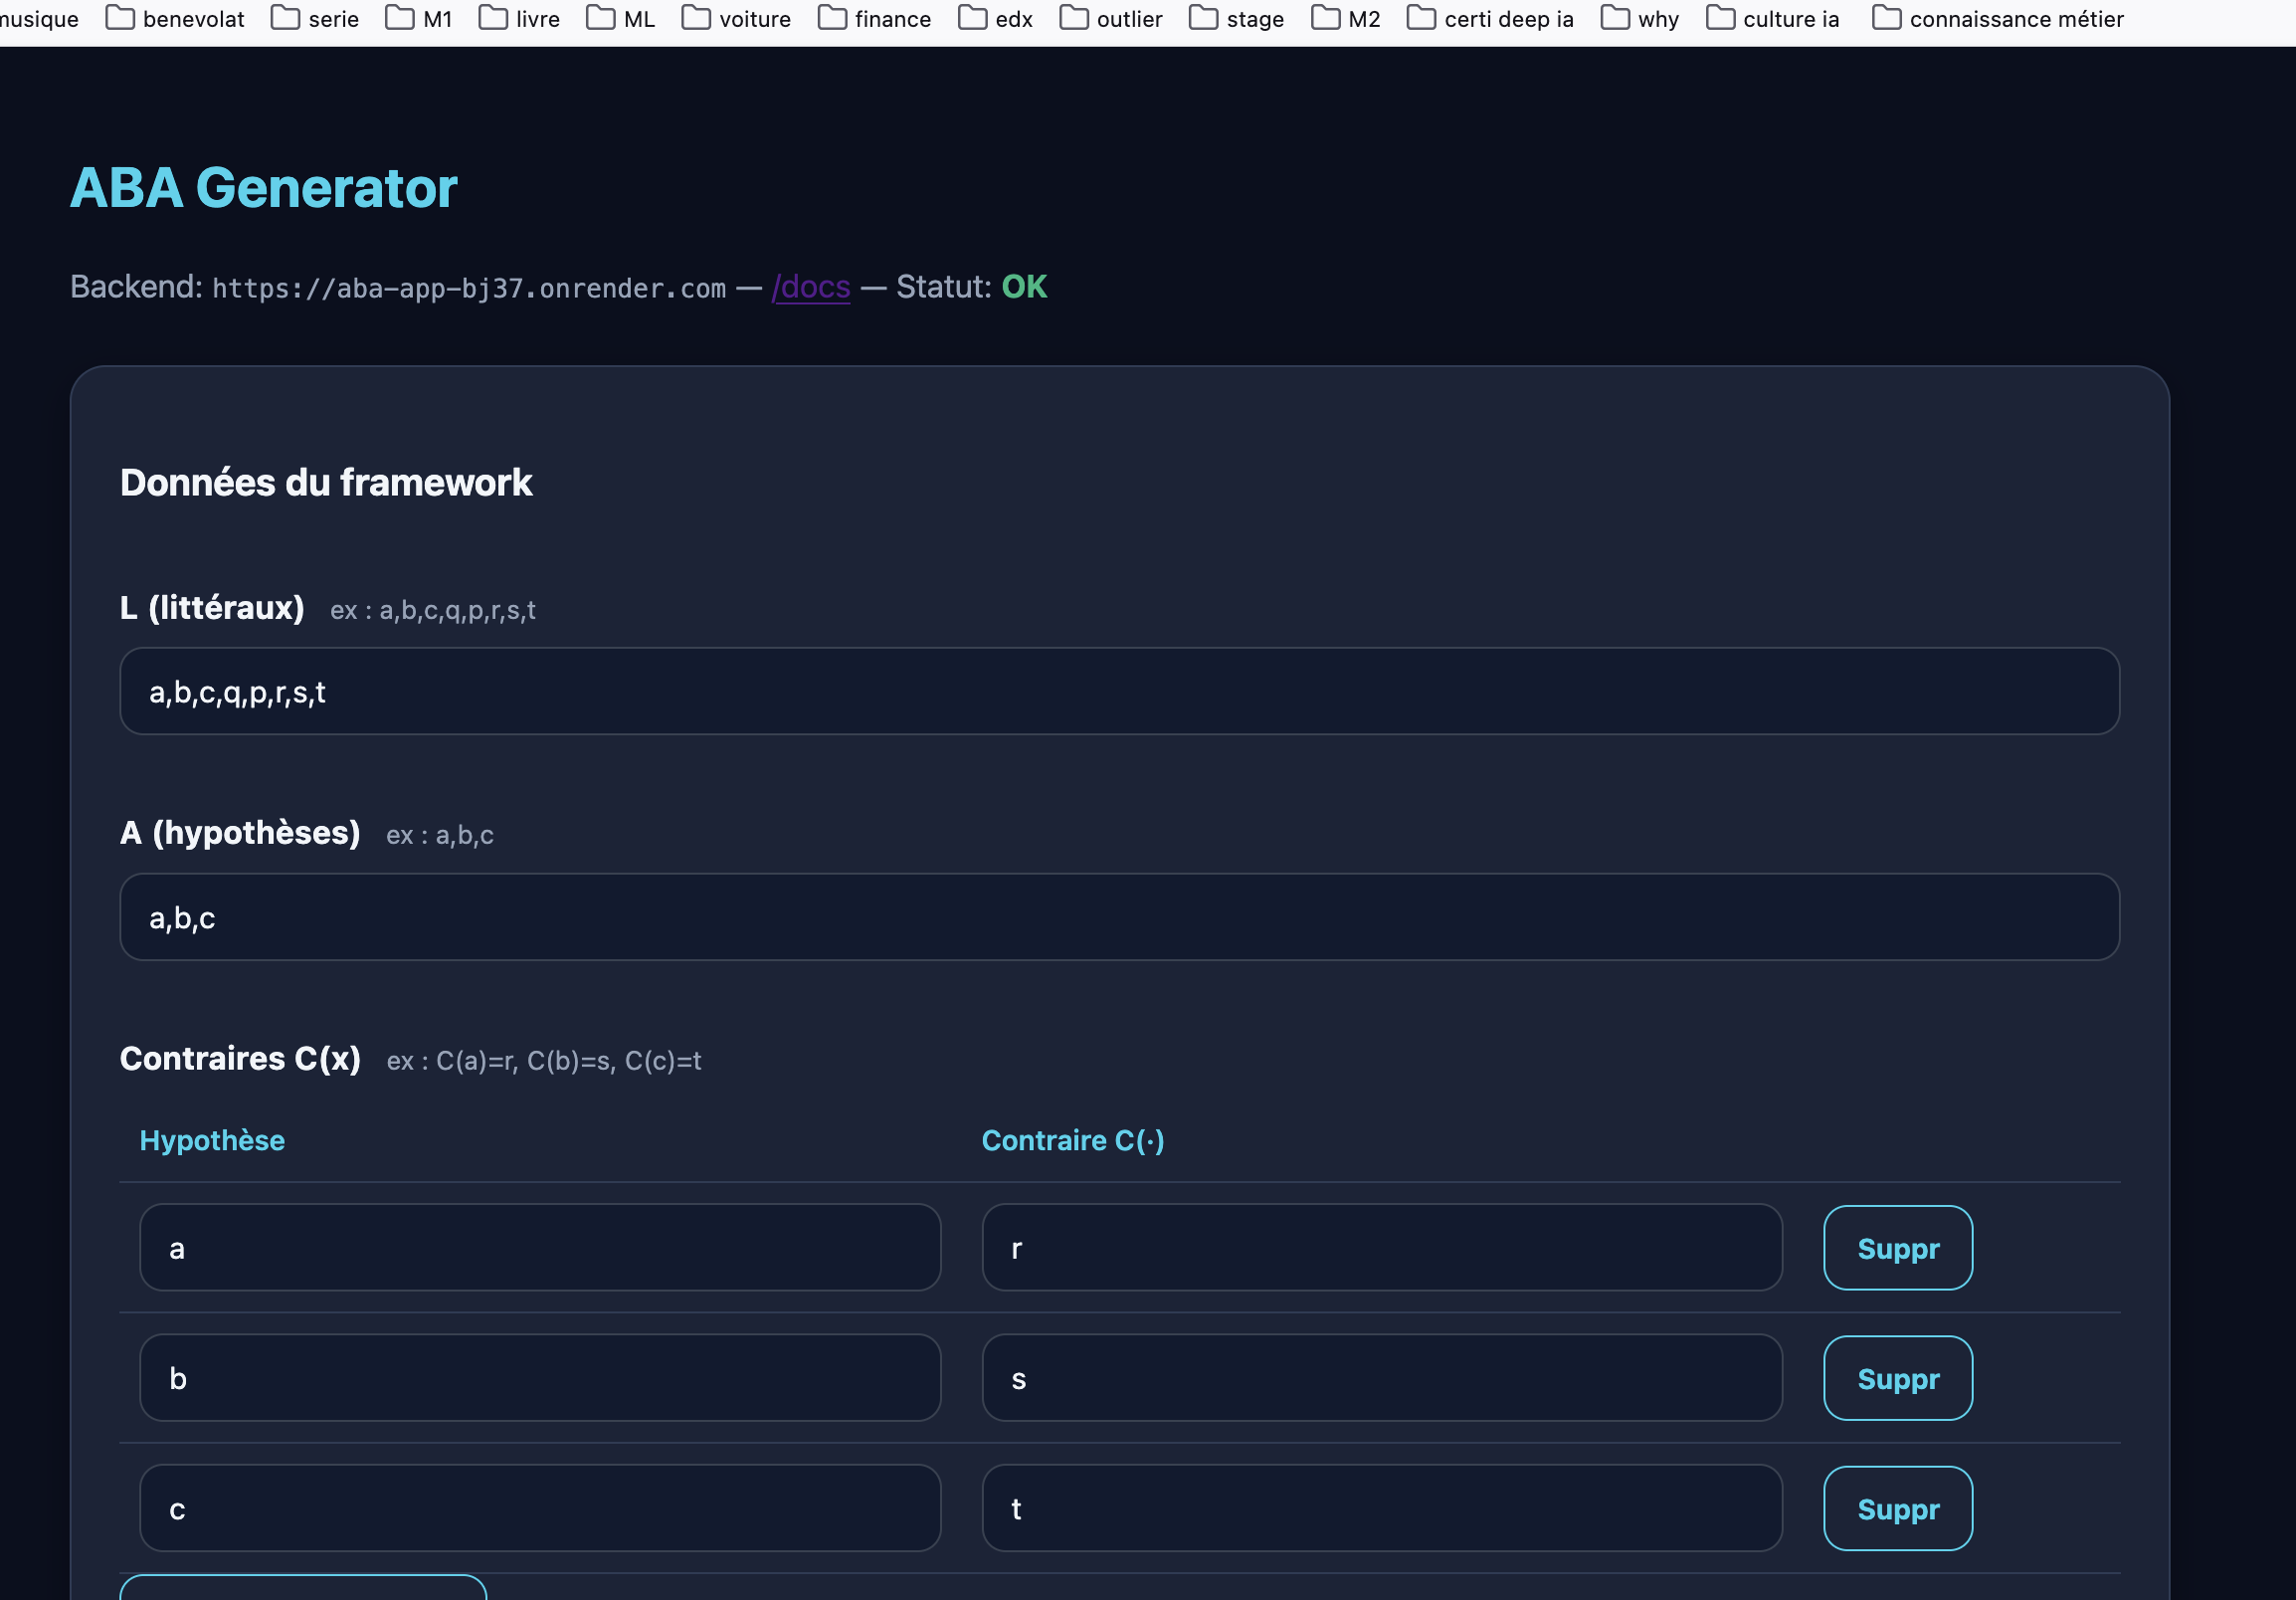 musique benevolat serie M1 livre ML voiture finance edx outlier stage M2 certi deep ia why culture ia connaissance métier
ABA Generator
Backend: https://aba-app-bj37.onrender.com — /docs — Statut: OK
Données du framework
L (littéraux) ex : a,b,c,q,p,r,s,t
a,b,c,q,p,r,s,t
A (hypothèses) ex : a,b,c
a,b,c
Contraires C(x) ex : C(a)=r, C(b)=s, C(c)=t
Hypothèse Contraire C(·)
a r Suppr
b s Suppr
c t Suppr